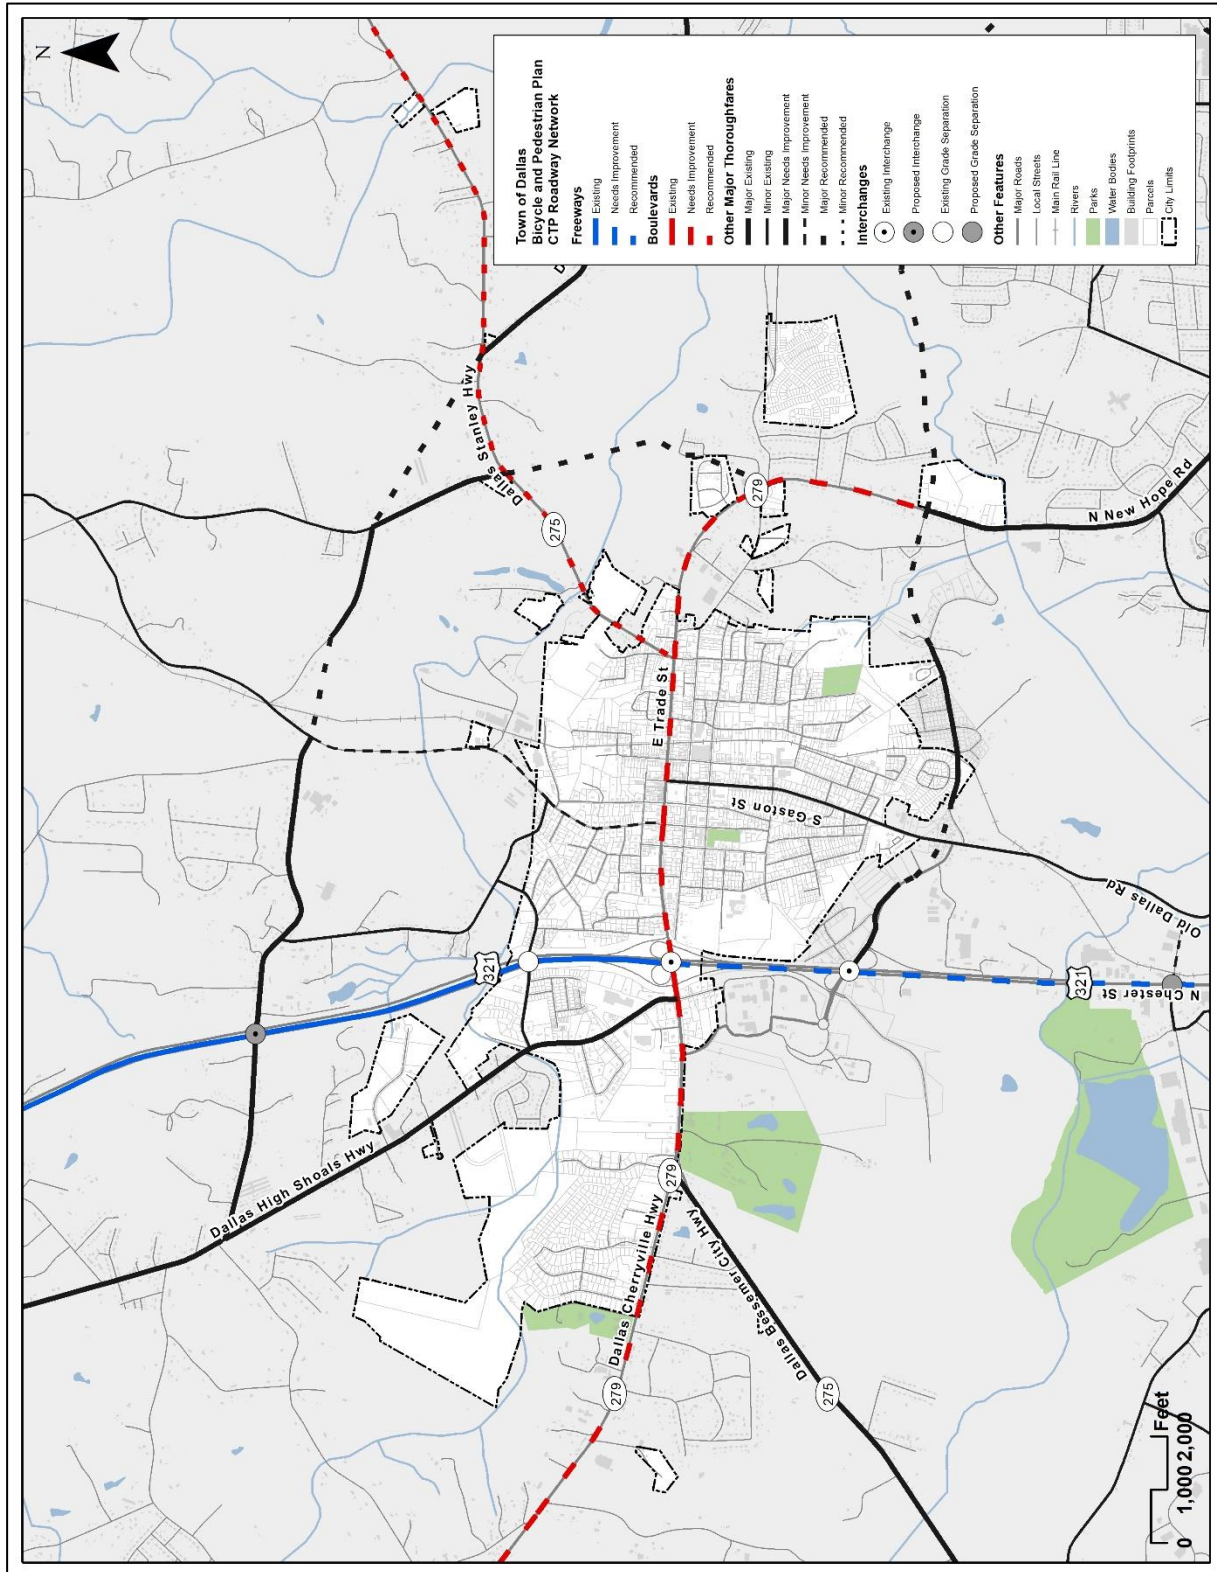 N
Town of Dallas
Bicycle and Pedestrian Plan
CTP Roadway Network
Freeways
Existing
Needs Improvement
Recommended
Boulevards
Existing
Needs Improvement
Recommended
Other Major Thoroughfares
Major Existing
Minor Existing
Major Needs Improvement
Minor Needs Improvement
Major Recommended
Minor Recommended
Interchanges
Existing Interchange
Proposed Interchange
Existing Grade Separation
Proposed Grade Separation
Other Features
Major Roads
Local Streets
Main Rail Line
Rivers
Parks
Water Bodies
Building Footprints
Parcels
City Limits
Dallas High Shoals Hwy
321
Dallas Stanley Hwy
D
275
279
Dallas Cherryville Hwy
279
E Trade St
279
S Gaston St
Dallas Bessemer City Hwy
275
N New Hope Rd
Old Dallas Rd
321
N Chester St
0 1,000 2,000
Feet